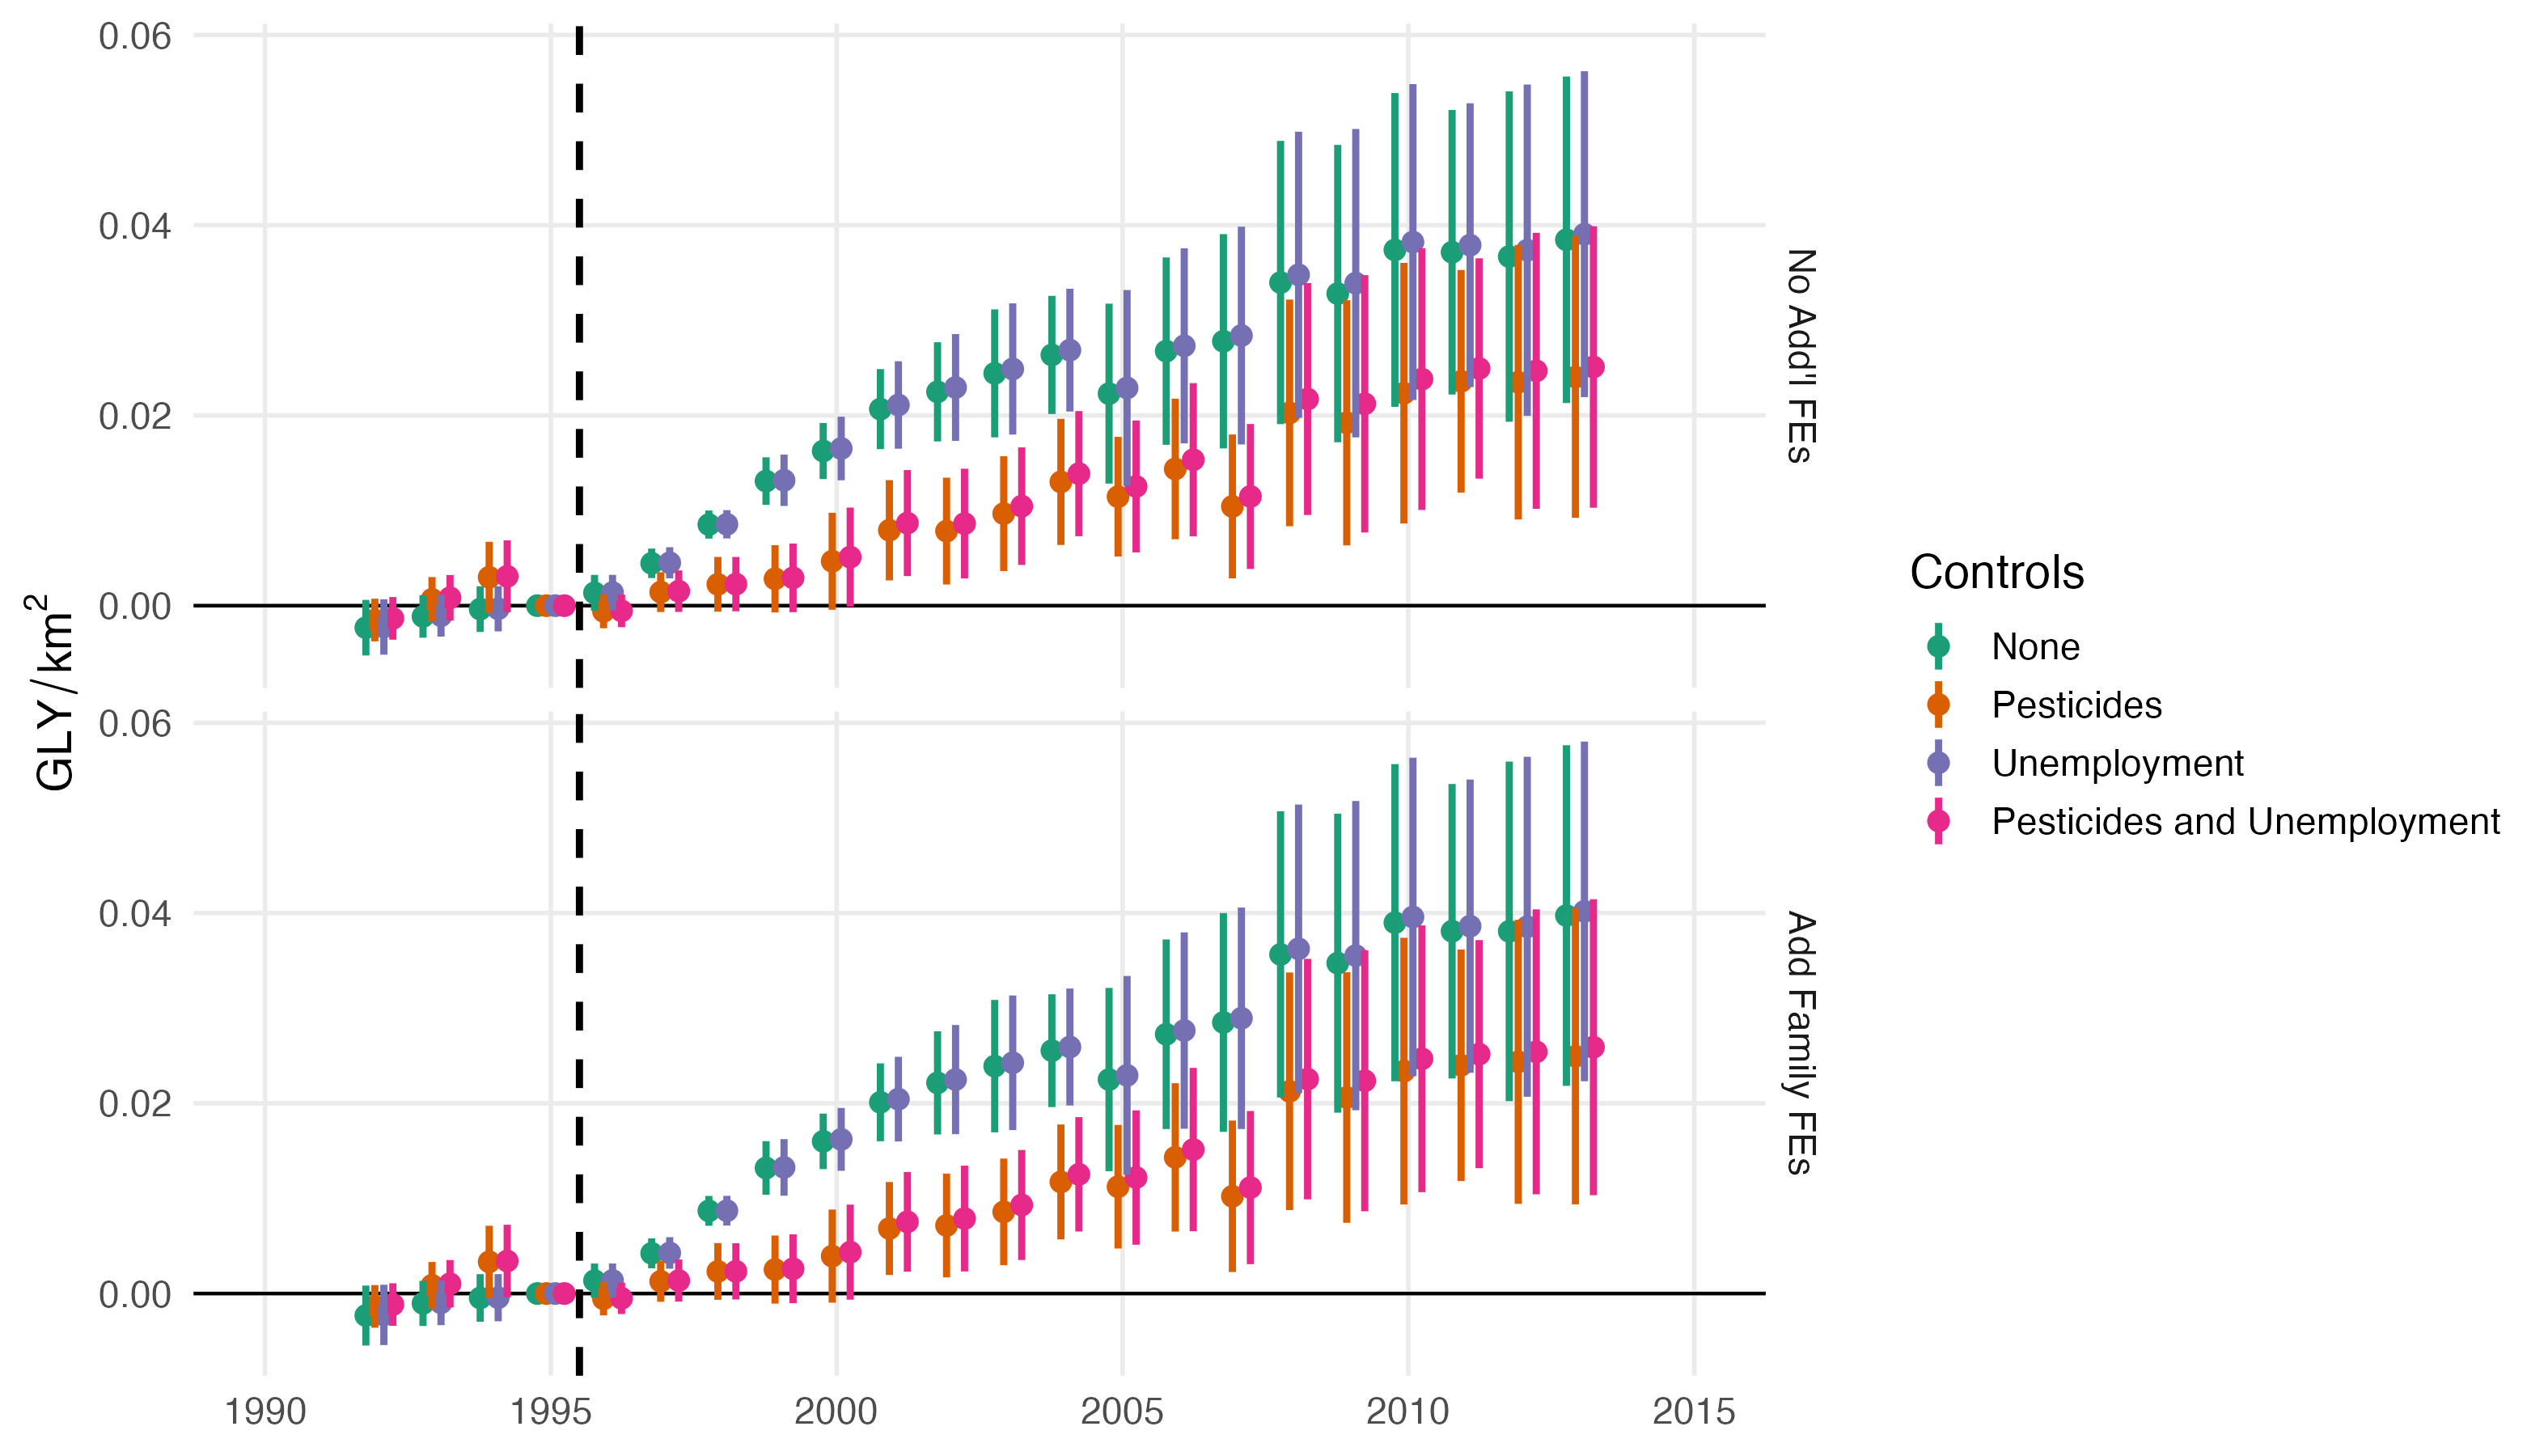 GLY/km²
0.06
0.04
0.02
0.00
No Add'l FEs
0.06
0.04
0.02
0.00
Add Family FEs
1990 1995 2000 2005 2010 2015
Controls
None
Pesticides
Unemployment
Pesticides and Unemployment